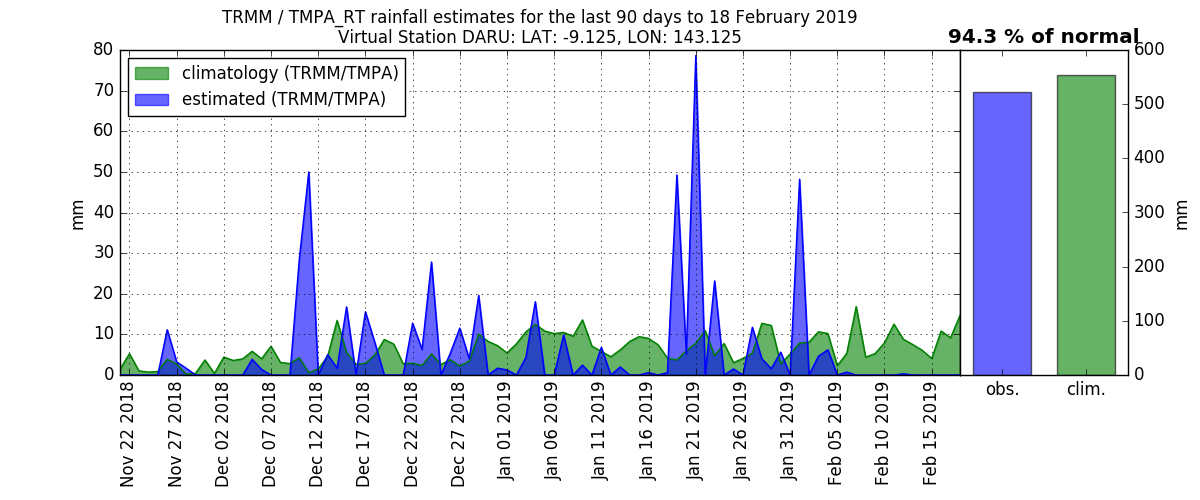 TRMM / TMPA_RT rainfall estimates for the last 90 days to 18 February 2019
Virtual Station DARU: LAT: -9.125, LON: 143.125
94.3 % of normal
climatology (TRMM/TMPA)
estimated (TRMM/TMPA)
80
70
60
50
40
30
20
10
0
mm
Nov 22 2018
Nov 27 2018
Dec 02 2018
Dec 07 2018
Dec 12 2018
Dec 17 2018
Dec 22 2018
Dec 27 2018
Jan 01 2019
Jan 06 2019
Jan 11 2019
Jan 16 2019
Jan 21 2019
Jan 26 2019
Jan 31 2019
Feb 05 2019
Feb 10 2019
Feb 15 2019
600
500
400
300
200
100
0
mm
obs.
clim.